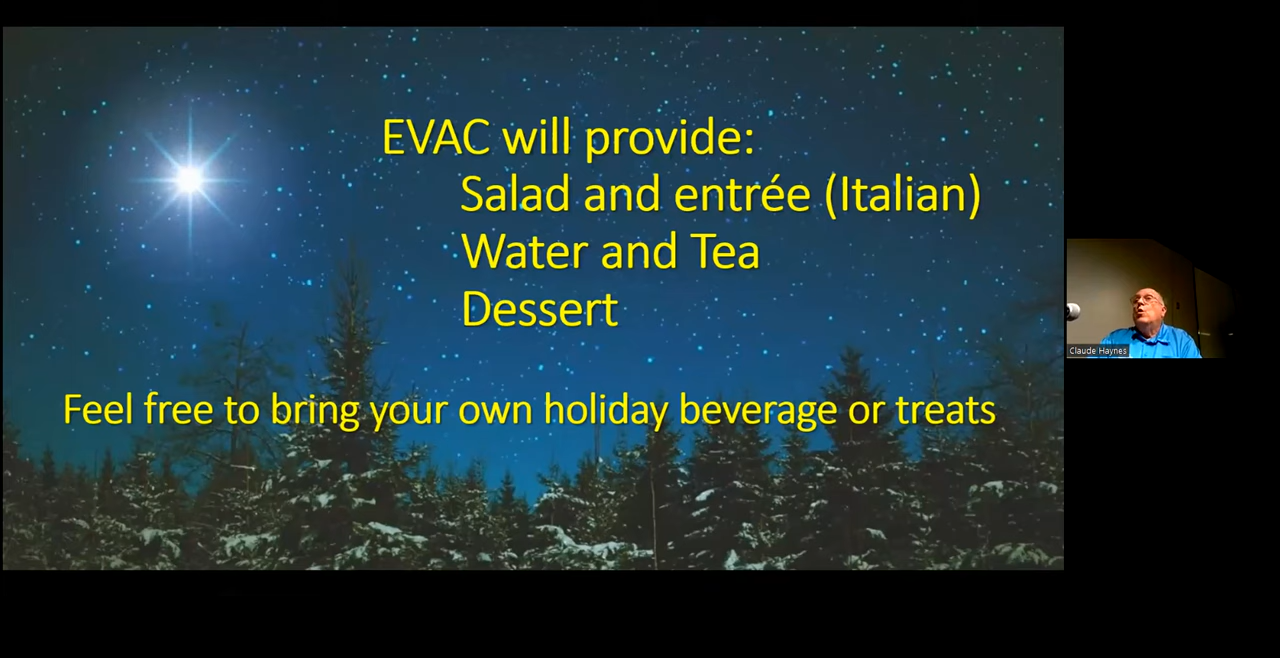 EVAC will provide:
Salad and entrée (Italian)
Water and Tea
Dessert
Feel free to bring your own holiday beverage or treats
Claude Haynes